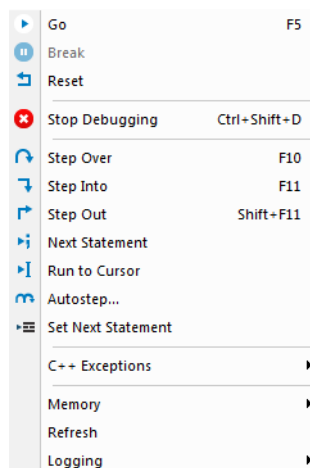 Go F5
Break
Reset
Stop Debugging Ctrl+Shift+D
Step Over F10
Step Into F11
Step Out Shift+F11
Next Statement
Run to Cursor
Autostep...
Set Next Statement
C++ Exceptions
Memory
Refresh
Logging